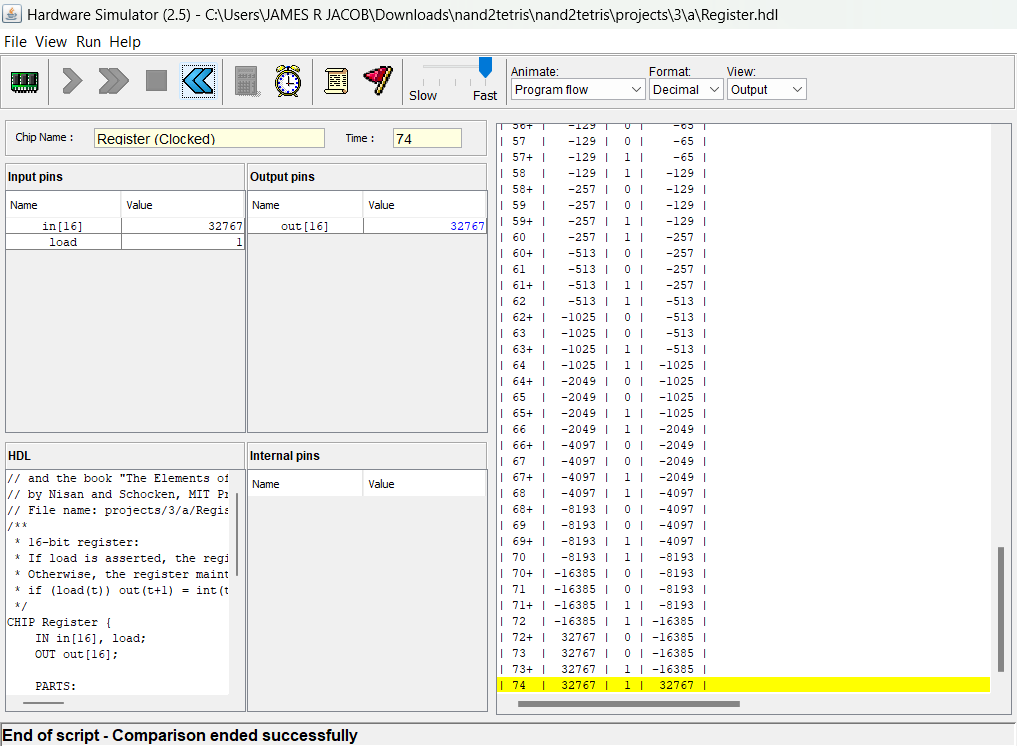 Hardware Simulator (2.5) - C:\Users\JAMES R JACOB\Downloads\nand2tetris\nand2tetris\projects\3\a\Register.hdl
File View Run Help
Slow Fast
Animate: Format: View:
Program flow Decimal Output
Chip Name : Register (Clocked) Time : 74
Input pins
Name Value
in[16] 32767
load 1
Output pins
Name Value
out[16] 32767
HDL
// and the book "The Elements of
// by Nisan and Schocken, MIT Pr
// File name: projects/3/a/Regis
/**
* 16-bit register:
* If load is asserted, the regi
* Otherwise, the register maint
* if (load(t)) out(t+1) = int(t
*/
CHIP Register {
IN in[16], load;
OUT out[16];
PARTS:
Internal pins
Name Value
| 56+ | -129 | 0 | -65 |
| 57 | -129 | 0 | -65 |
| 57+ | -129 | 1 | -65 |
| 58 | -129 | 1 | -129 |
| 58+ | -257 | 0 | -129 |
| 59 | -257 | 0 | -129 |
| 59+ | -257 | 1 | -129 |
| 60 | -257 | 1 | -257 |
| 60+ | -513 | 0 | -257 |
| 61 | -513 | 0 | -257 |
| 61+ | -513 | 1 | -257 |
| 62 | -513 | 1 | -513 |
| 62+ | -1025 | 0 | -513 |
| 63 | -1025 | 0 | -513 |
| 63+ | -1025 | 1 | -513 |
| 64 | -1025 | 1 | -1025 |
| 64+ | -2049 | 0 | -1025 |
| 65 | -2049 | 0 | -1025 |
| 65+ | -2049 | 1 | -1025 |
| 66 | -2049 | 1 | -2049 |
| 66+ | -4097 | 0 | -2049 |
| 67 | -4097 | 0 | -2049 |
| 67+ | -4097 | 1 | -2049 |
| 68 | -4097 | 1 | -4097 |
| 68+ | -8193 | 0 | -4097 |
| 69 | -8193 | 0 | -4097 |
| 69+ | -8193 | 1 | -4097 |
| 70 | -8193 | 1 | -8193 |
| 70+ | -16385 | 0 | -8193 |
| 71 | -16385 | 0 | -8193 |
| 71+ | -16385 | 1 | -8193 |
| 72 | -16385 | 1 | -16385 |
| 72+ | 32767 | 0 | -16385 |
| 73 | 32767 | 0 | -16385 |
| 73+ | 32767 | 1 | -16385 |
| 74 | 32767 | 1 | 32767 |
End of script - Comparison ended successfully